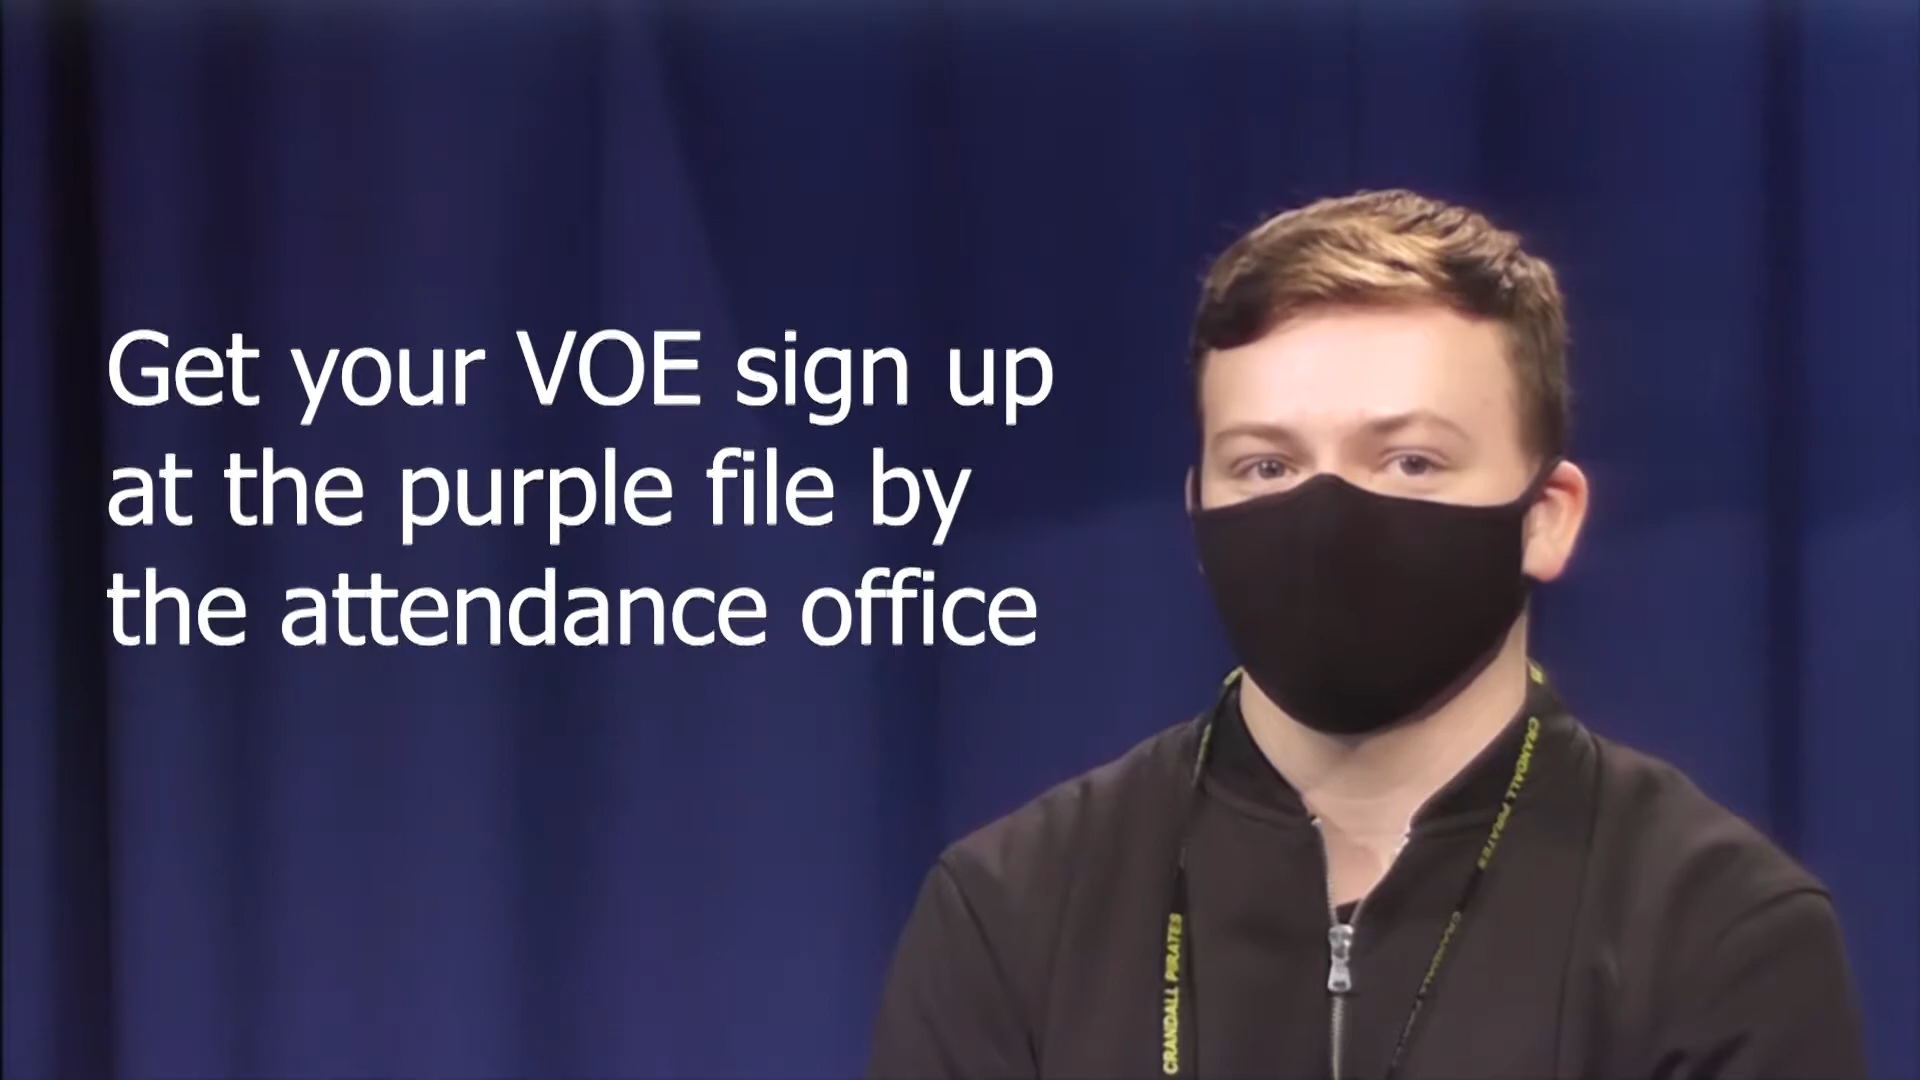 Get your VOE sign up
at the purple file by
the attendance office
CRANDALL PIRATES
CRANDALL PIRATES